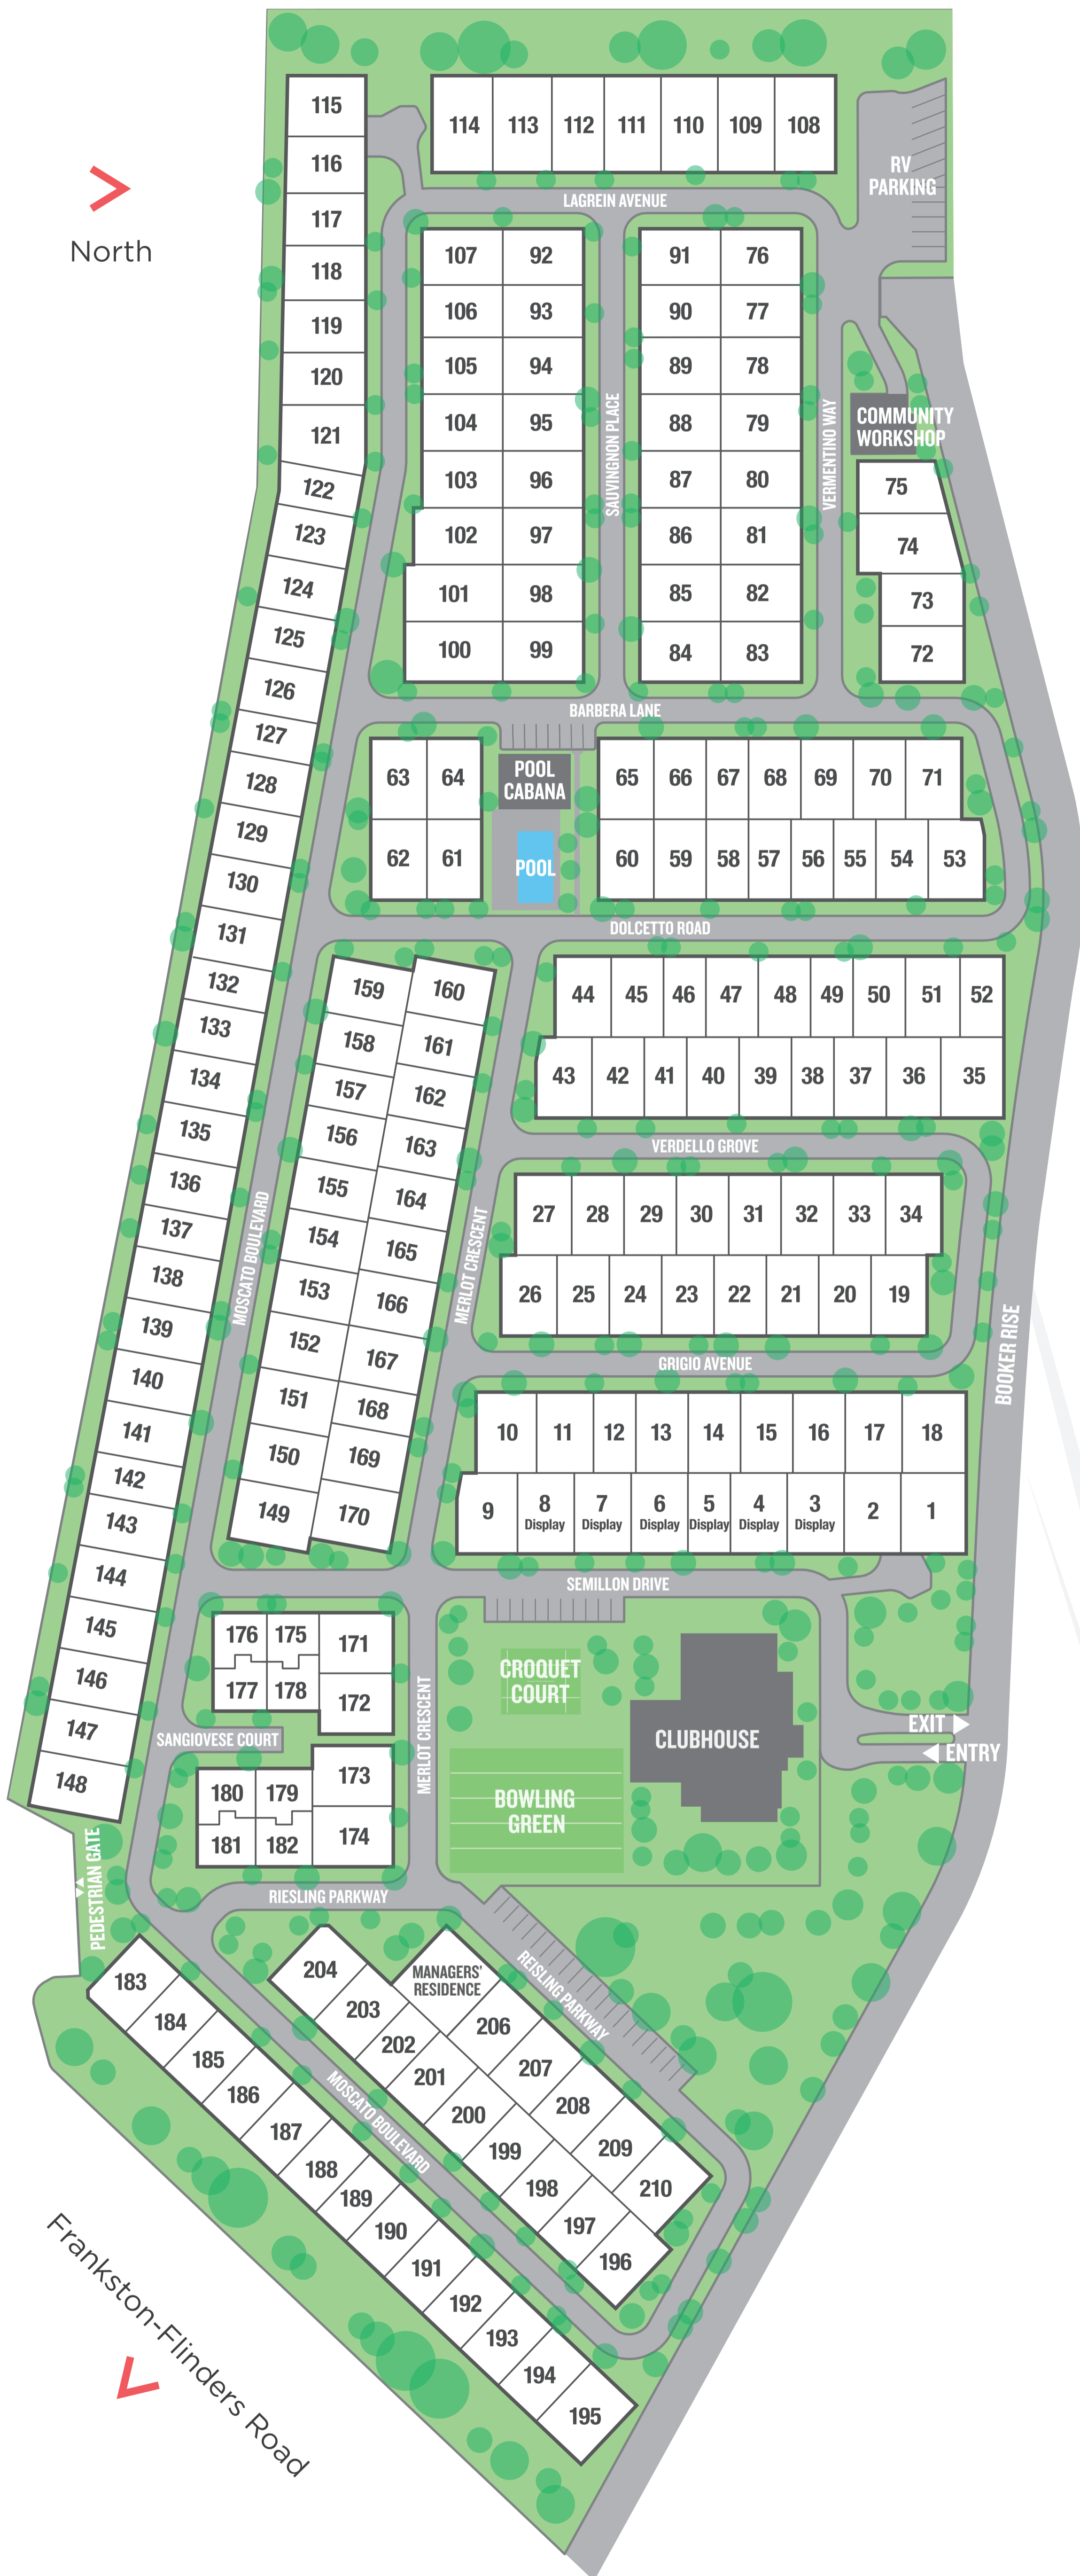 115
114 113 112 111 110 109 108
116
RV
PARKING
North
LAGREIN AVENUE
117
118
119
120
121
107 92
106 93
105 94
104 95
103 96
102 97
101 98
100 99
SAUVINGNON PLACE
91 76
90 77
89 78
88 79
87 80
86 81
85 82
84 83
VERMENTINO WAY
COMMUNITY
WORKSHOP
75
74
73
72
122
123
124
125
126
127
128
129
130
131
132
133
134
135
136
137
138
139
140
141
142
143
144
145
146
147
148
BARBERA LANE
63 64
62 61
POOL
CABANA
POOL
65 66 67 68 69 70 71
60 59 58 57 56 55 54 53
DOLCETTO ROAD
159 160
158 161
157 162
156 163
155 164
154 165
153 166
152 167
151 168
150 169
149 170
MOSCATO BOULEVARD
MERLOT CRESCENT
44 45 46 47 48 49 50 51 52
43 42 41 40 39 38 37 36 35
VERDELLO GROVE
27 28 29 30 31 32 33 34
26 25 24 23 22 21 20 19
GRIGIO AVENUE
BOOKER RISE
10 11 12 13 14 15 16 17 18
9 8 7 6 5 4 3 2 1
Display Display Display Display Display Display
SEMILLON DRIVE
176 175 171
177 178 172
SANGIOVESE COURT
180 179 173
181 182 174
MERLOT CRESCENT
CROQUET
COURT
BOWLING
GREEN
CLUBHOUSE
EXIT
ENTRY
PEDESTRIAN GATE
RIESLING PARKWAY
REISLING PARKWAY
204
MANAGERS'
RESIDENCE
203
202
201
200
199
198
197
196
206
207
208
209
210
MOSCATO BOULEVARD
183
184
185
186
187
188
189
190
191
192
193
194
195
Frankston-Flinders Road